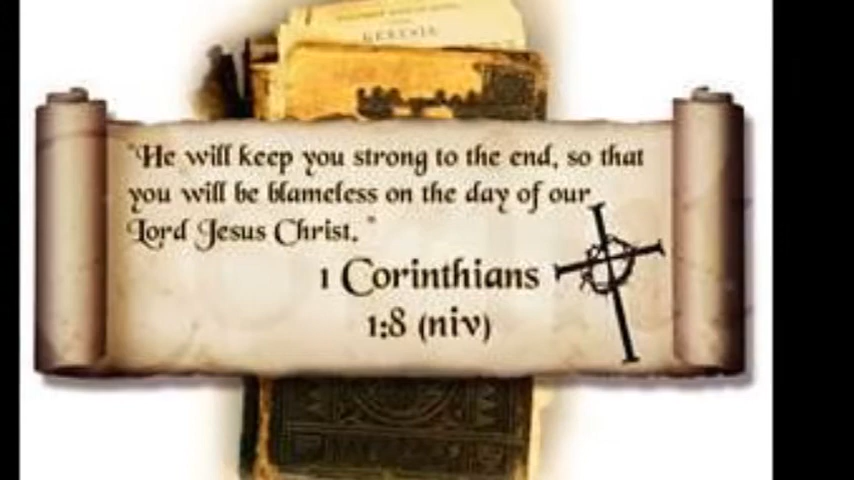 GENESIS
"He will keep you strong to the end, so that
you will be blameless on the day of our
Lord Jesus Christ."
1 Corinthians
1:8 (niv)